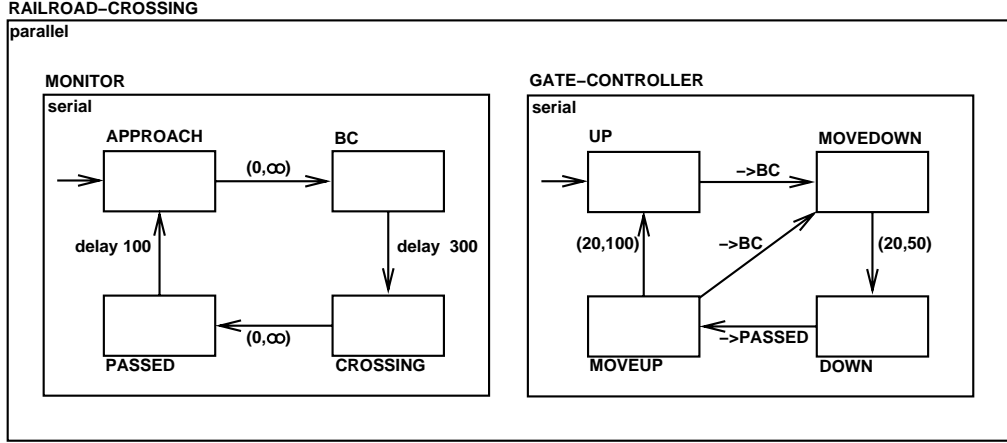 RAILROAD–CROSSING
parallel
MONITOR
serial
APPROACH
(0,∞)
BC
delay 100
delay 300
PASSED
(0,∞)
CROSSING
GATE–CONTROLLER
serial
UP
–>BC
MOVEDOWN
(20,100)
–>BC
(20,50)
MOVEUP
–>PASSED
DOWN